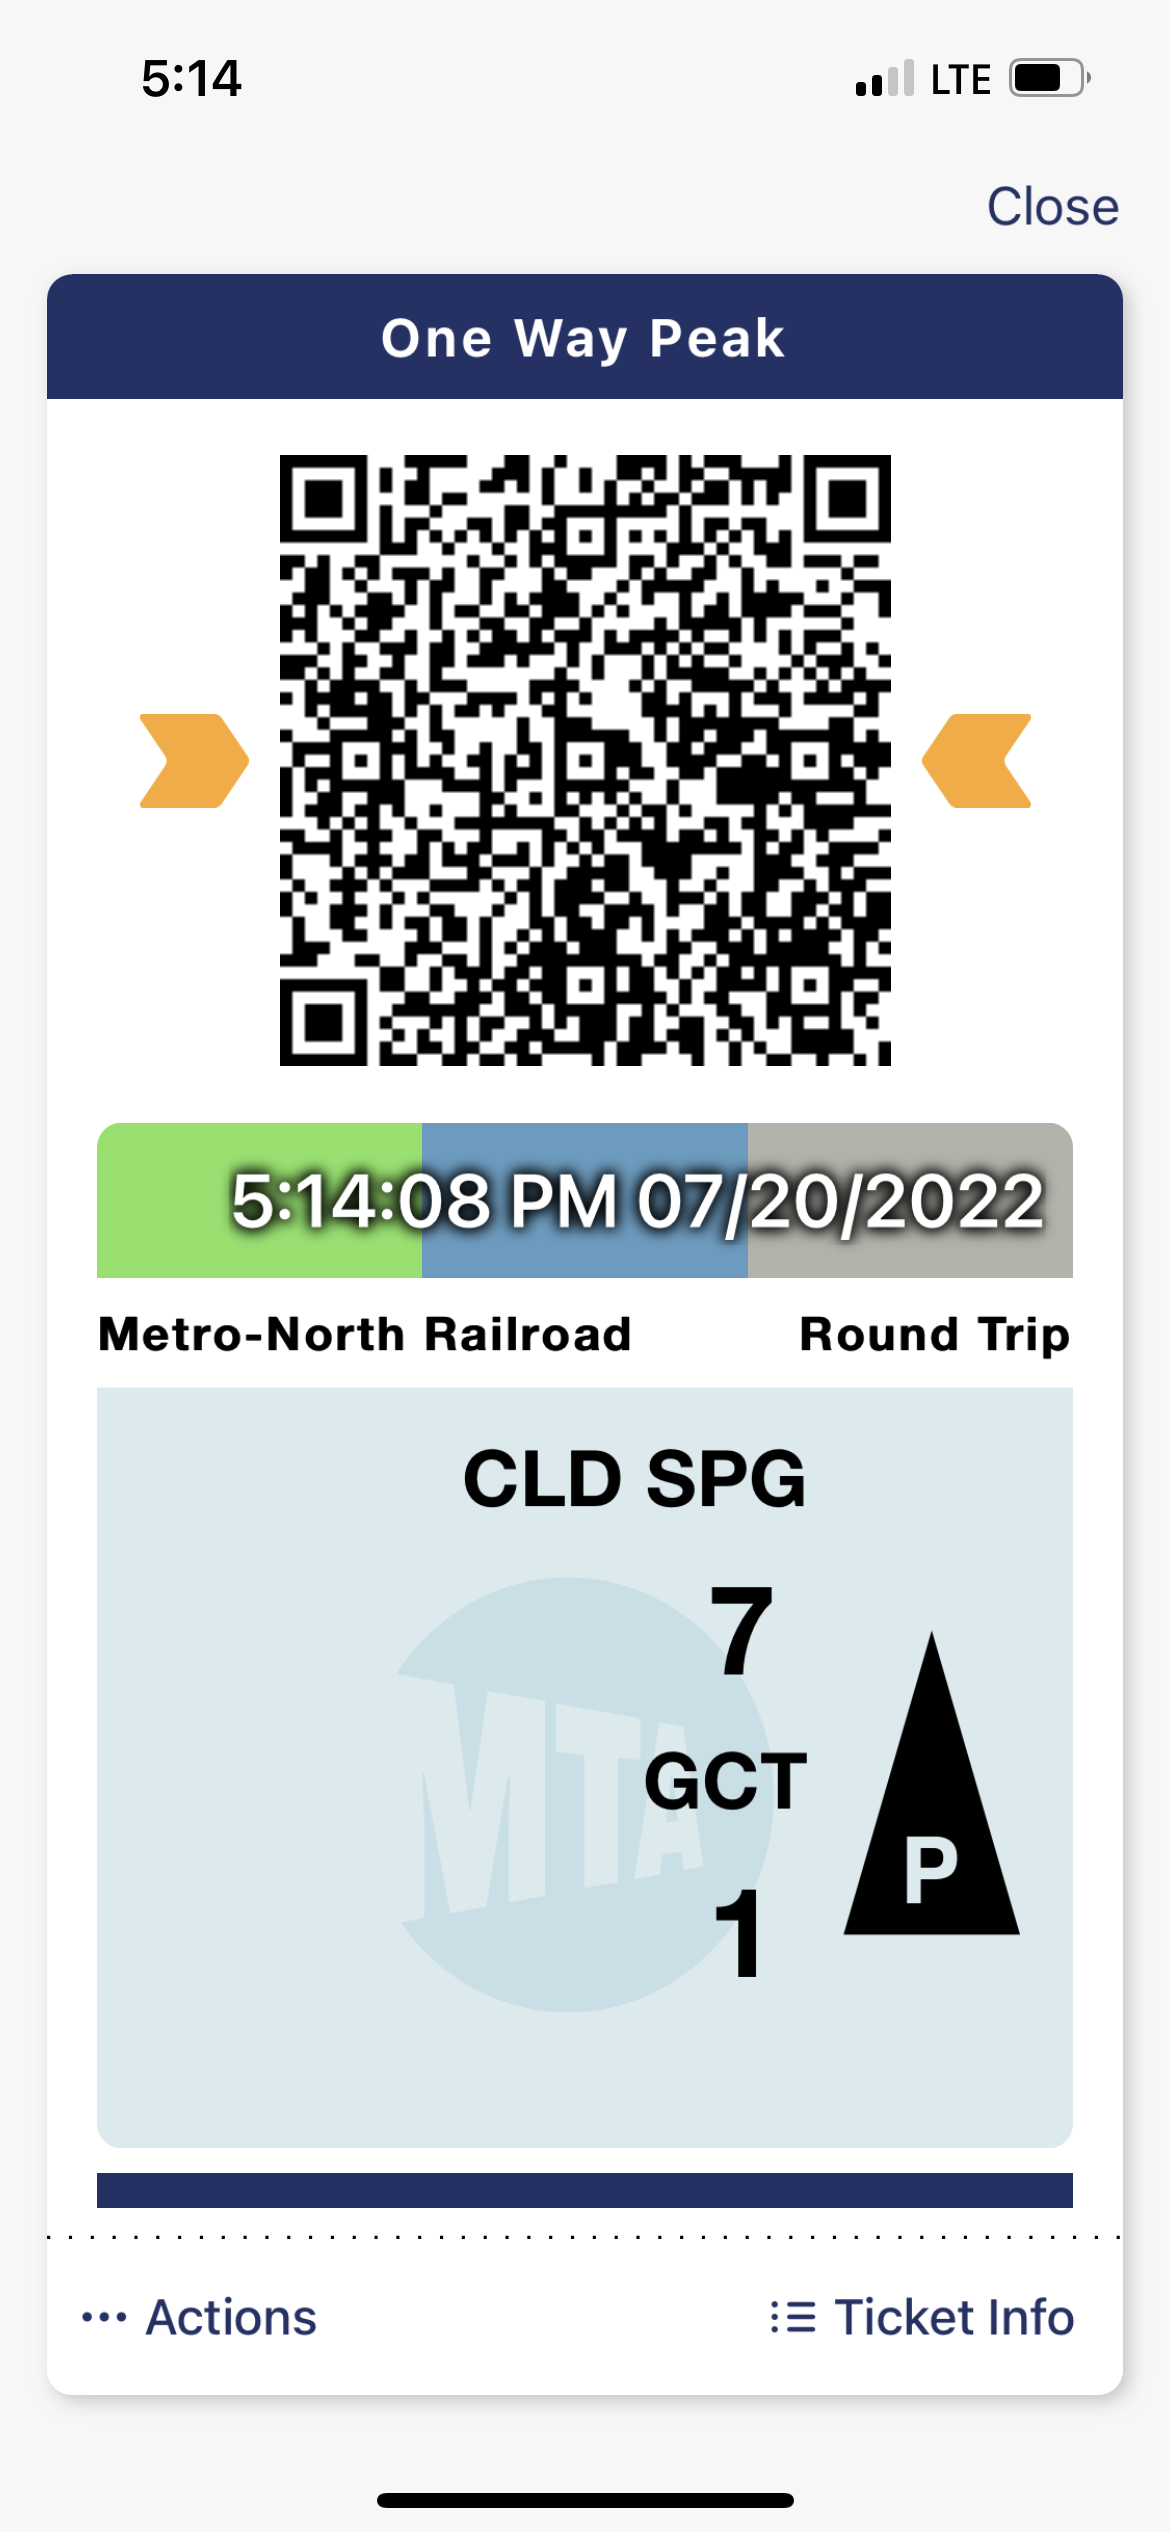 5:14 LTE
Close
One Way Peak
5:14:08 PM 07/20/2022
Metro-North Railroad Round Trip
CLD SPG
7
MTA
GCT
P
1
Actions Ticket Info